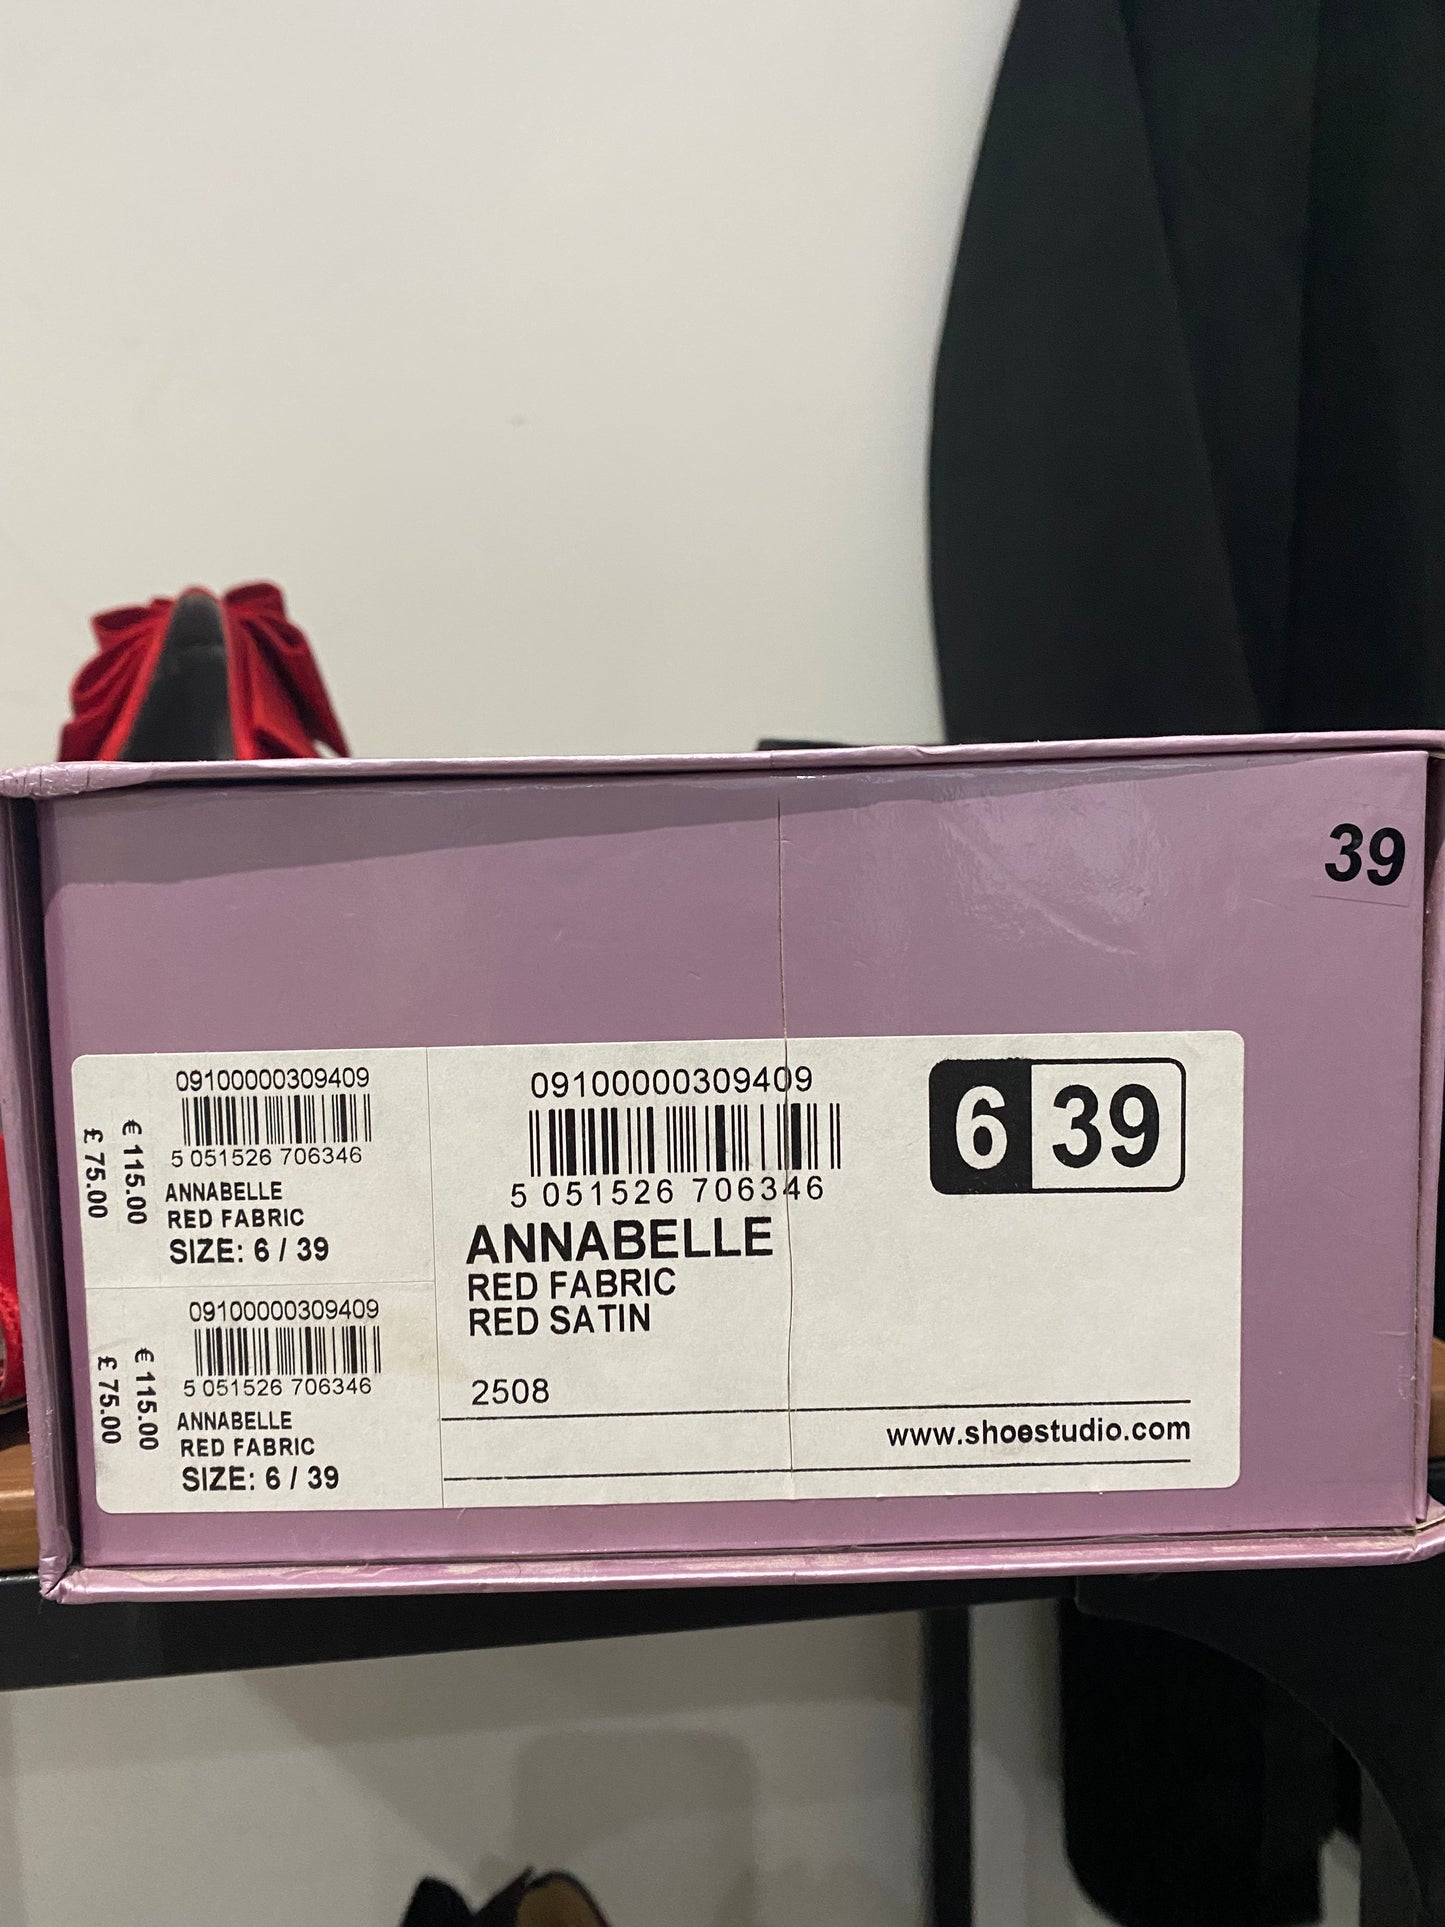 39
09100000309409
5 051526 706346
ANNABELLE
RED FABRIC
SIZE: 6 / 39
€ 115.00
£ 75.00
09100000309409
5 051526 706346
ANNABELLE
RED FABRIC
SIZE: 6 / 39
€ 115.00
£ 75.00
09100000309409
5 051526 706346
6 39
ANNABELLE
RED FABRIC
RED SATIN
2508
www.shoestudio.com